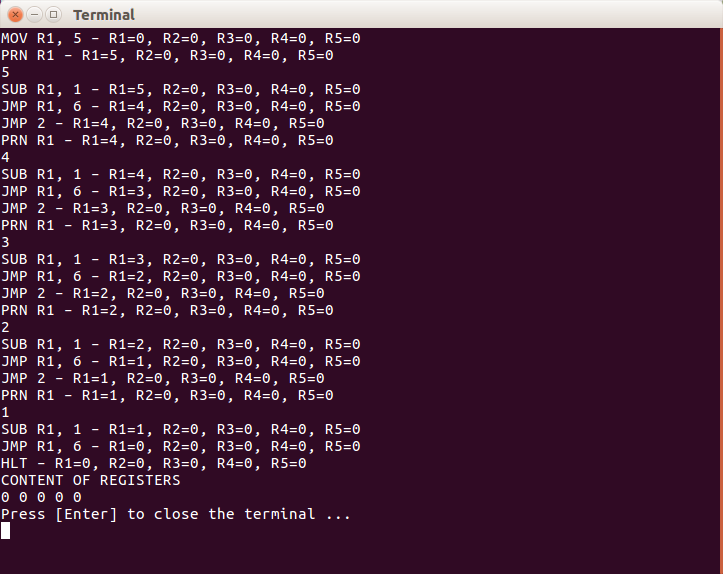 Terminal
MOV R1, 5 – R1=0, R2=0, R3=0, R4=0, R5=0
PRN R1 – R1=5, R2=0, R3=0, R4=0, R5=0
5
SUB R1, 1 – R1=5, R2=0, R3=0, R4=0, R5=0
JMP R1, 6 – R1=4, R2=0, R3=0, R4=0, R5=0
JMP 2 – R1=4, R2=0, R3=0, R4=0, R5=0
PRN R1 – R1=4, R2=0, R3=0, R4=0, R5=0
4
SUB R1, 1 – R1=4, R2=0, R3=0, R4=0, R5=0
JMP R1, 6 – R1=3, R2=0, R3=0, R4=0, R5=0
JMP 2 – R1=3, R2=0, R3=0, R4=0, R5=0
PRN R1 – R1=3, R2=0, R3=0, R4=0, R5=0
3
SUB R1, 1 – R1=3, R2=0, R3=0, R4=0, R5=0
JMP R1, 6 – R1=2, R2=0, R3=0, R4=0, R5=0
JMP 2 – R1=2, R2=0, R3=0, R4=0, R5=0
PRN R1 – R1=2, R2=0, R3=0, R4=0, R5=0
2
SUB R1, 1 – R1=2, R2=0, R3=0, R4=0, R5=0
JMP R1, 6 – R1=1, R2=0, R3=0, R4=0, R5=0
JMP 2 – R1=1, R2=0, R3=0, R4=0, R5=0
PRN R1 – R1=1, R2=0, R3=0, R4=0, R5=0
1
SUB R1, 1 – R1=1, R2=0, R3=0, R4=0, R5=0
JMP R1, 6 – R1=0, R2=0, R3=0, R4=0, R5=0
HLT – R1=0, R2=0, R3=0, R4=0, R5=0
CONTENT OF REGISTERS
0 0 0 0 0
Press [Enter] to close the terminal ...